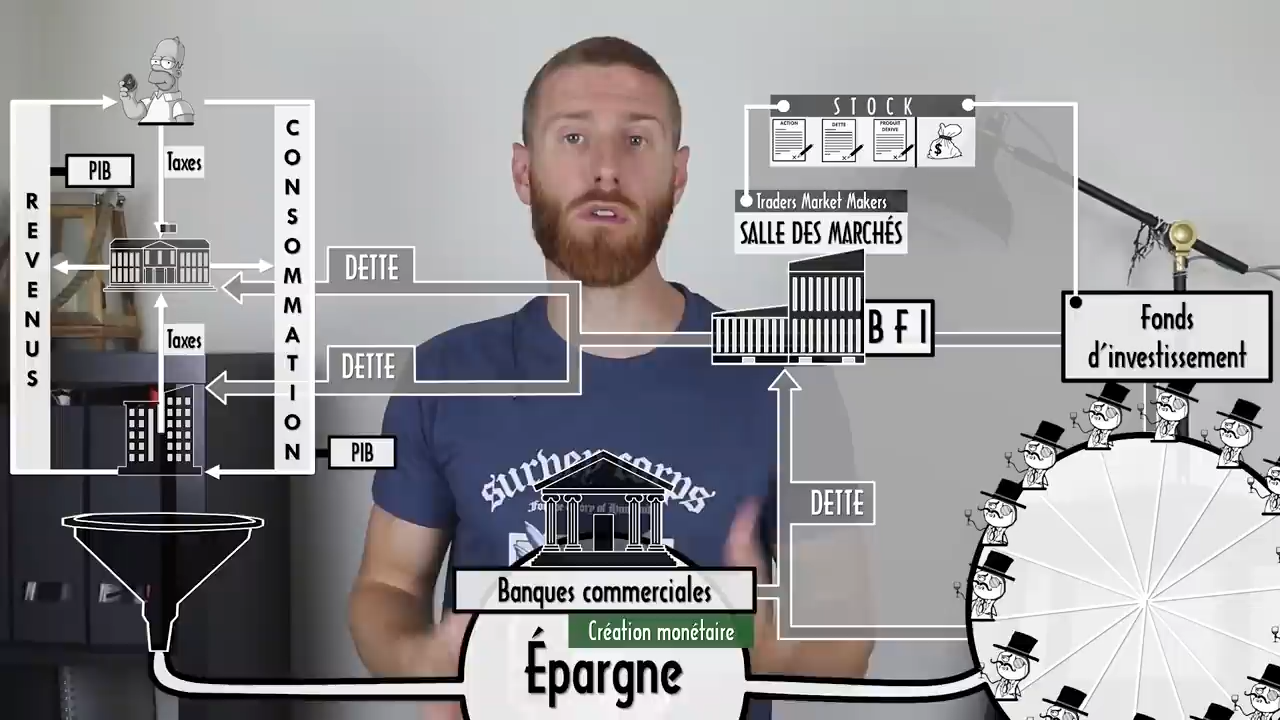 REVENUS
PIB
Taxes
Taxes
CONSOMMATION
PIB
DETTE
DETTE
STOCK
ACTION
DETTE
PRODUIT
DÉRIVÉ
$
Traders Market Makers
SALLE DES MARCHÉS
BFI
Fonds
d'investissement
DETTE
Banques commerciales
Création monétaire
Épargne